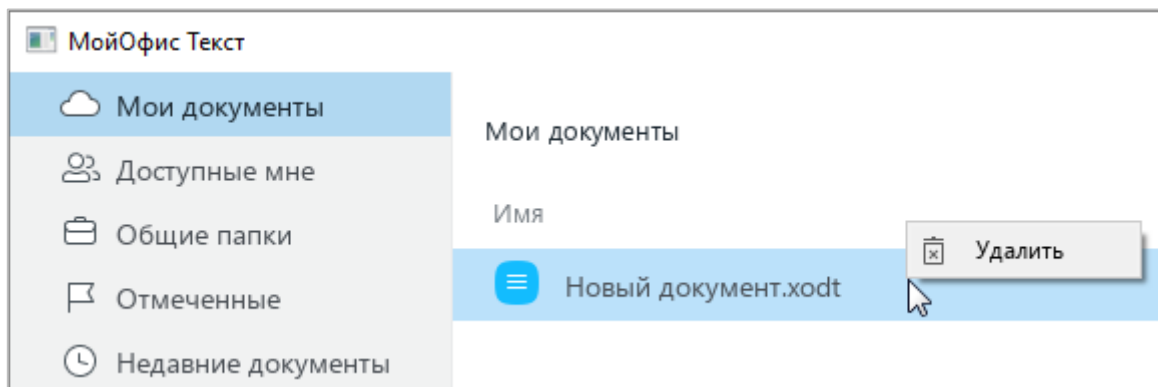 МойОфис Текст
Мои документы
Доступные мне
Общие папки
Отмеченные
Недавние документы
Мои документы
Имя
Новый документ.xodt
Удалить